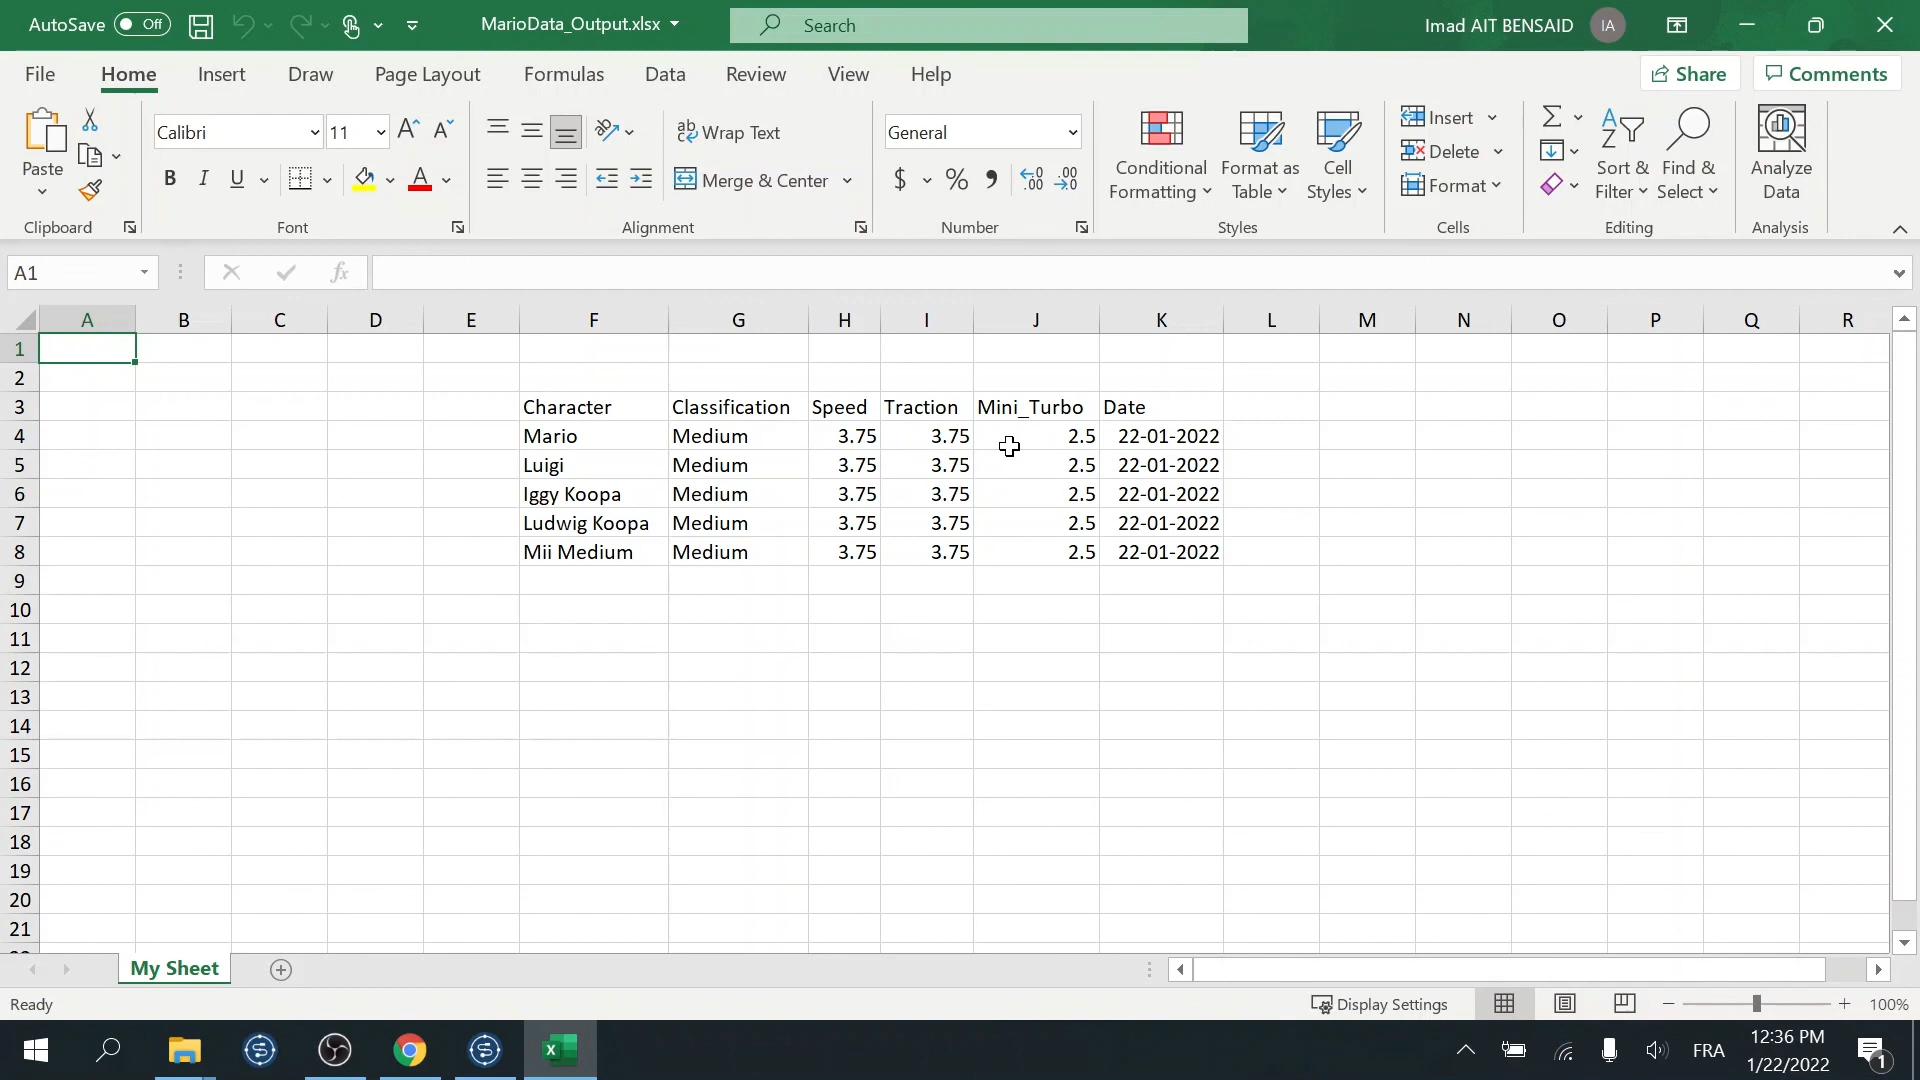 AutoSave Off MarioData_Output.xlsx Search Imad AIT BENSAID IA
File Home Insert Draw Page Layout Formulas Data Review View Help Share Comments
Calibri 11 ab Wrap Text General Insert Σ
Paste Conditional Format as Cell Delete Sort & Find & Analyze
B I U A Merge & Center $ % Formatting Table Styles Format Filter Select Data
Clipboard Font Alignment Number Styles Cells Editing Analysis
A1 fx
A B C D E F G H I J K L M N O P Q R
1
2
3 Character Classification Speed Traction Mini_Turbo Date
4 Mario Medium 3.75 3.75 2.5 22-01-2022
5 Luigi Medium 3.75 3.75 2.5 22-01-2022
6 Iggy Koopa Medium 3.75 3.75 2.5 22-01-2022
7 Ludwig Koopa Medium 3.75 3.75 2.5 22-01-2022
8 Mii Medium Medium 3.75 3.75 2.5 22-01-2022
9
10
11
12
13
14
15
16
17
18
19
20
21
My Sheet
Ready Display Settings 100%
FRA 12:36 PM 1
1/22/2022